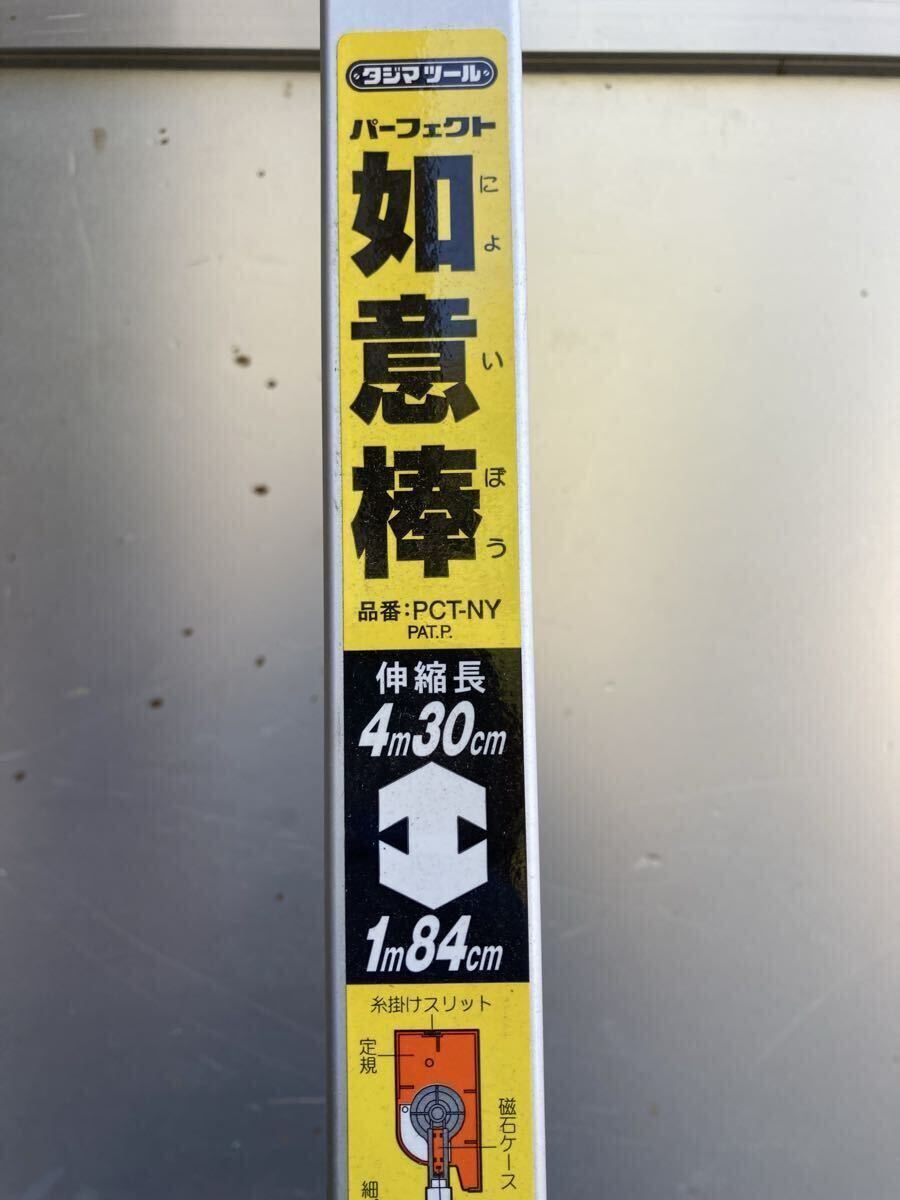 タジマツール
パーフェクト
如意棒
にょいぼう
品番:PCT-NY
PAT.P.
伸縮長
4m30cm
1m84cm
糸掛けスリット
定規
磁石ケース
細